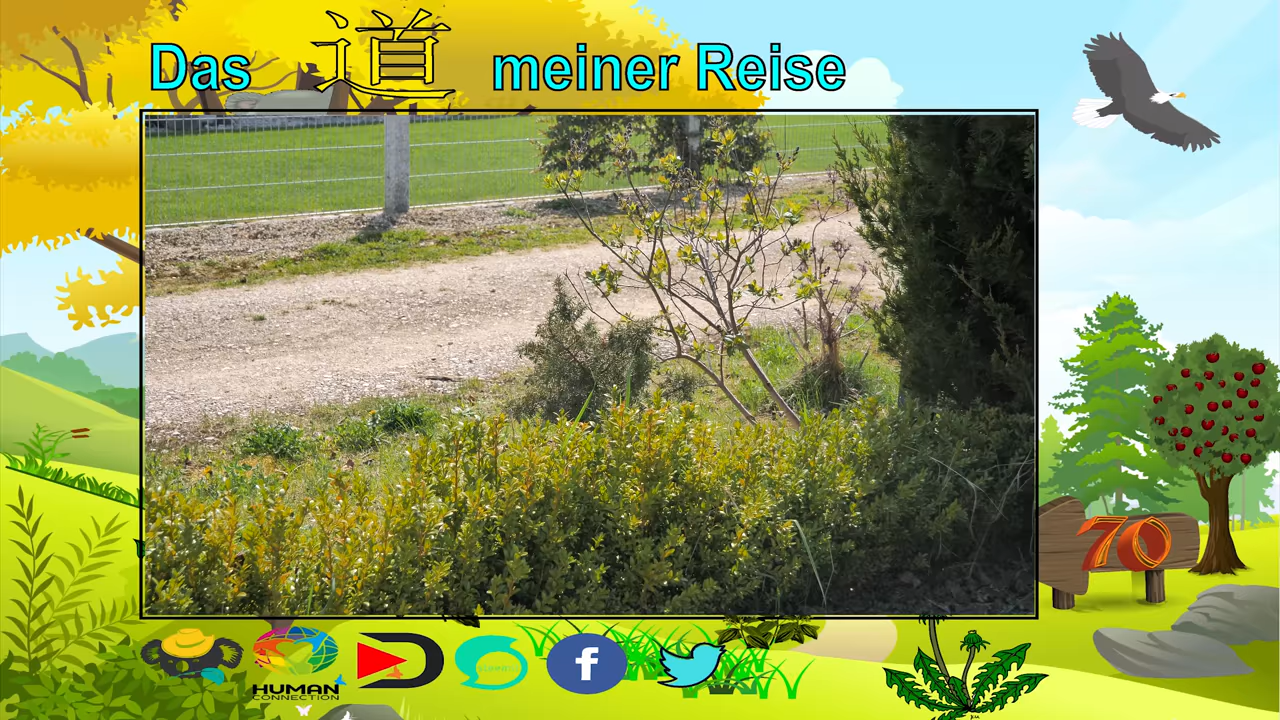 Das 道 meiner Reise
70
HUMAN
CONNECTION
f